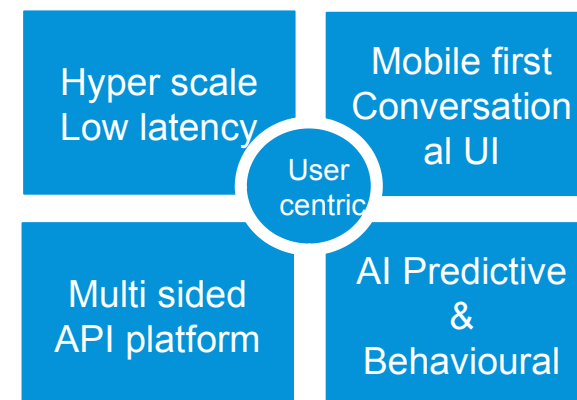 Hyper scale
Low latency
Mobile first
Conversation
al UI
User
centric
Multi sided
API platform
AI Predictive
&
Behavioural